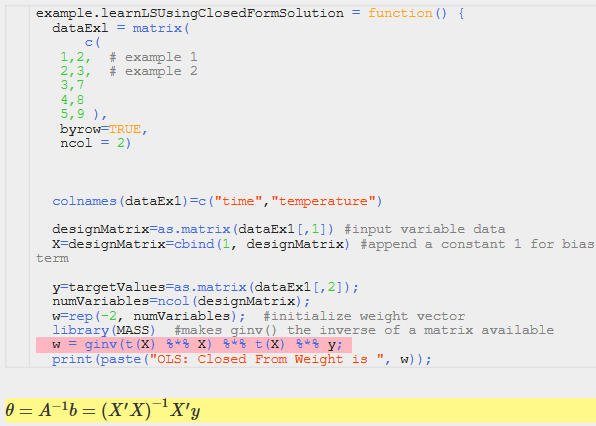 example.learnLSUsingClosedFormSolution = function() {
dataEx1 = matrix(
c(
1,2, # example 1
2,3, # example 2
3,7
4,8
5,9 ),
byrow=TRUE,
ncol = 2)
colnames(dataEx1)=c("time","temperature")
designMatrix=as.matrix(dataEx1[,1]) #input variable data
X=designMatrix=cbind(1, designMatrix) #append a constant 1 for bias
term
y=targetValues=as.matrix(dataEx1[,2]);
numVariables=ncol(designMatrix);
w=rep(-2, numVariables); #initialize weight vector
library(MASS) #makes ginv() the inverse of a matrix available
w = ginv(t(X) %*% X) %*% t(X) %*% y;
print(paste("OLS: Closed From Weight is ", w));
θ = A⁻¹b = (X′X)⁻¹X′y